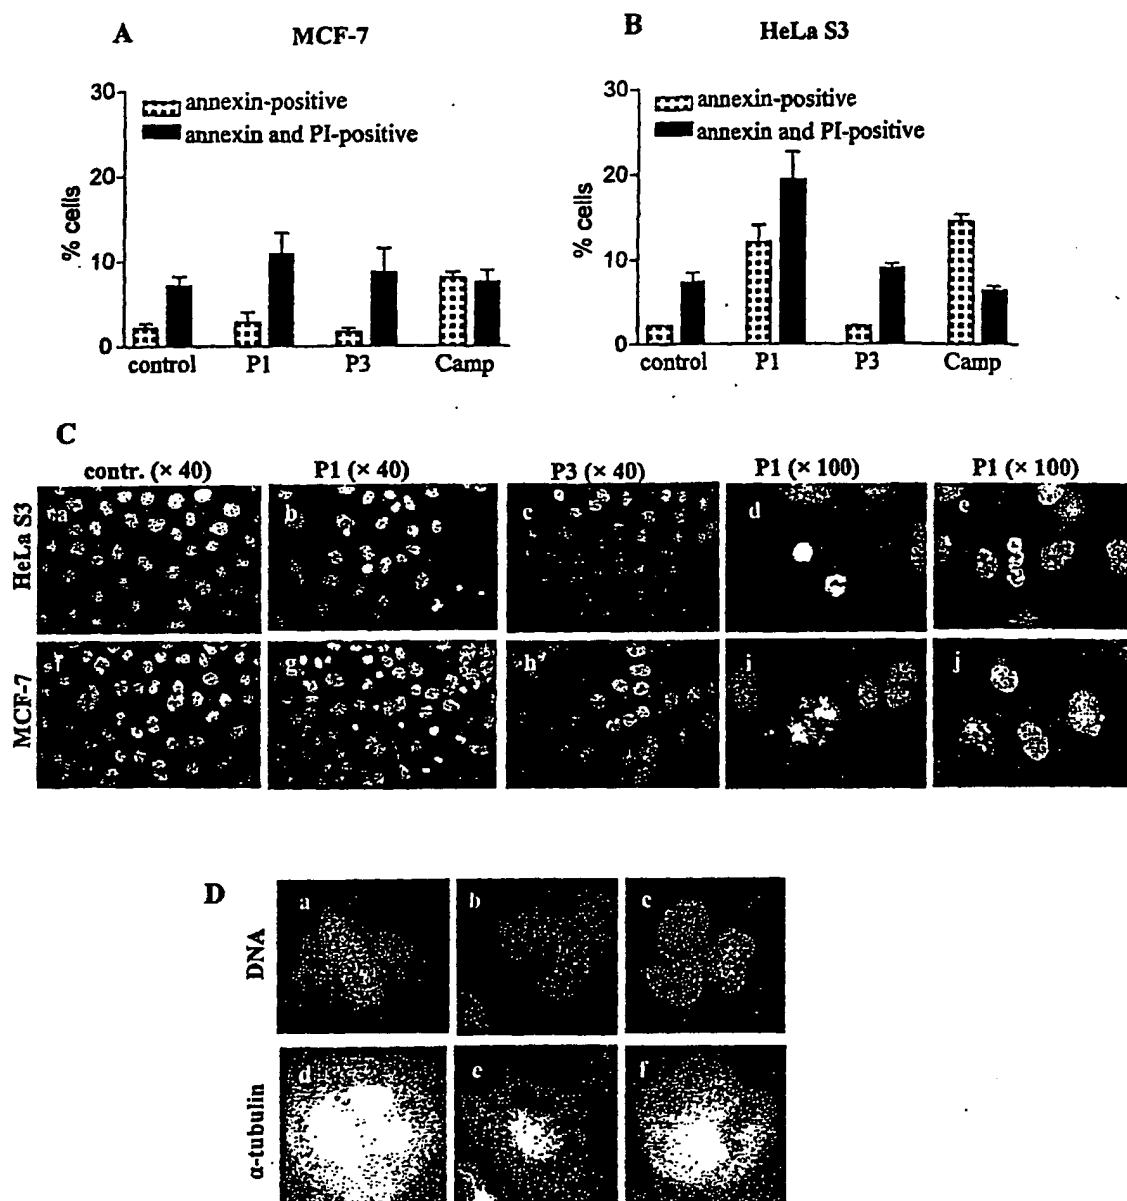 A
MCF-7
30
20
10
0
% cells
annexin-positive
annexin and PI-positive
control P1 P3 Camp
B
HeLa S3
30
20
10
0
% cells
annexin-positive
annexin and PI-positive
control P1 P3 Camp
C
contr. (× 40) P1 (× 40) P3 (× 40) P1 (× 100) P1 (× 100)
HeLa S3
a b c d e
MCF-7
f g h i j
D
DNA
a b c
α-tubulin
d e f